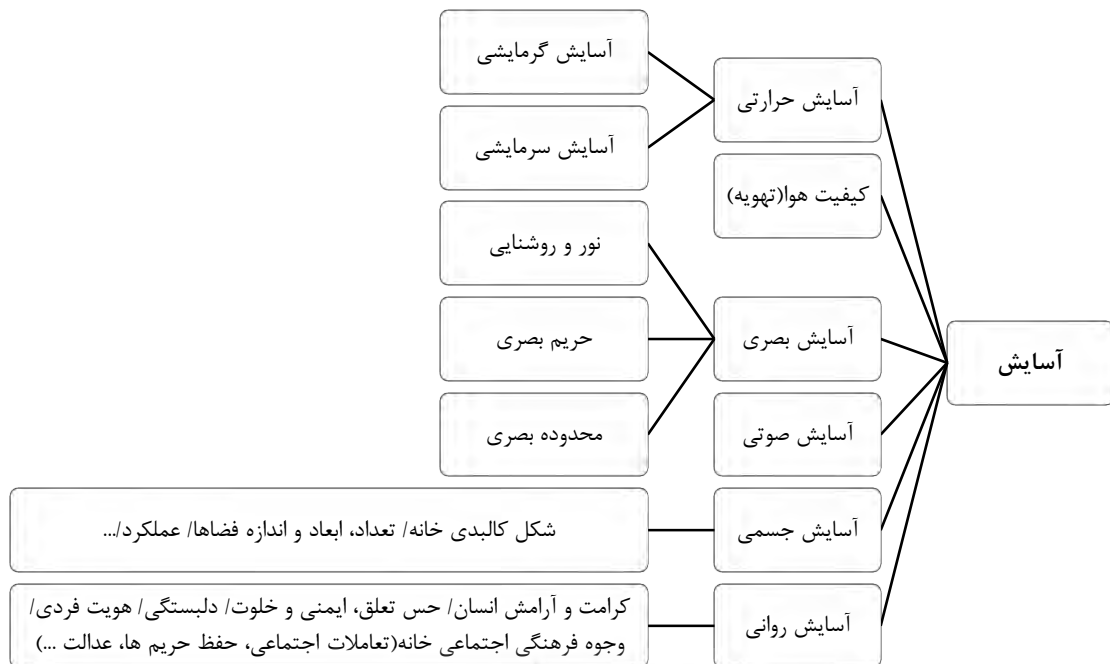 آسایش
آسایش حرارتی
آسایش گرمایشی
آسایش سرمایشی
کیفیت هوا(تهویه)
آسایش بصری
نور و روشنایی
حریم بصری
محدوده بصری
آسایش صوتی
آسایش جسمی
شکل کالبدی خانه/ تعداد، ابعاد و اندازه فضاها/ عملکرد/...
آسایش روانی
کرامت و آرامش انسان/ حس تعلق، ایمنی و خلوت/ دلبستگی/ هویت فردی/
وجوه فرهنگی اجتماعی خانه(تعاملات اجتماعی، حفظ حریم ها، عدالت ...)